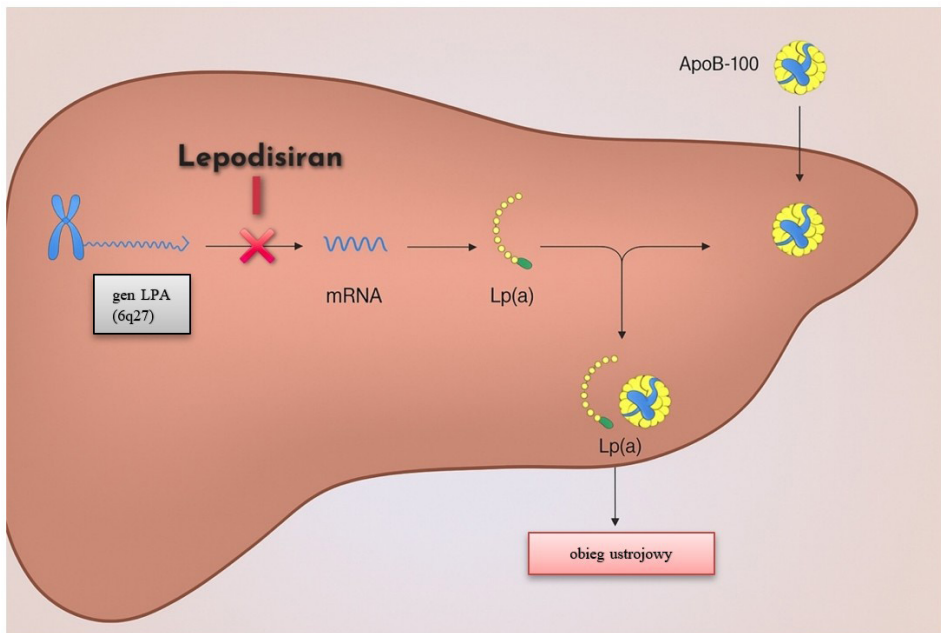 ApoB-100
Lepodisiran
gen LPA
(6q27)
mRNA
Lp(a)
Lp(a)
obieg ustrojowy